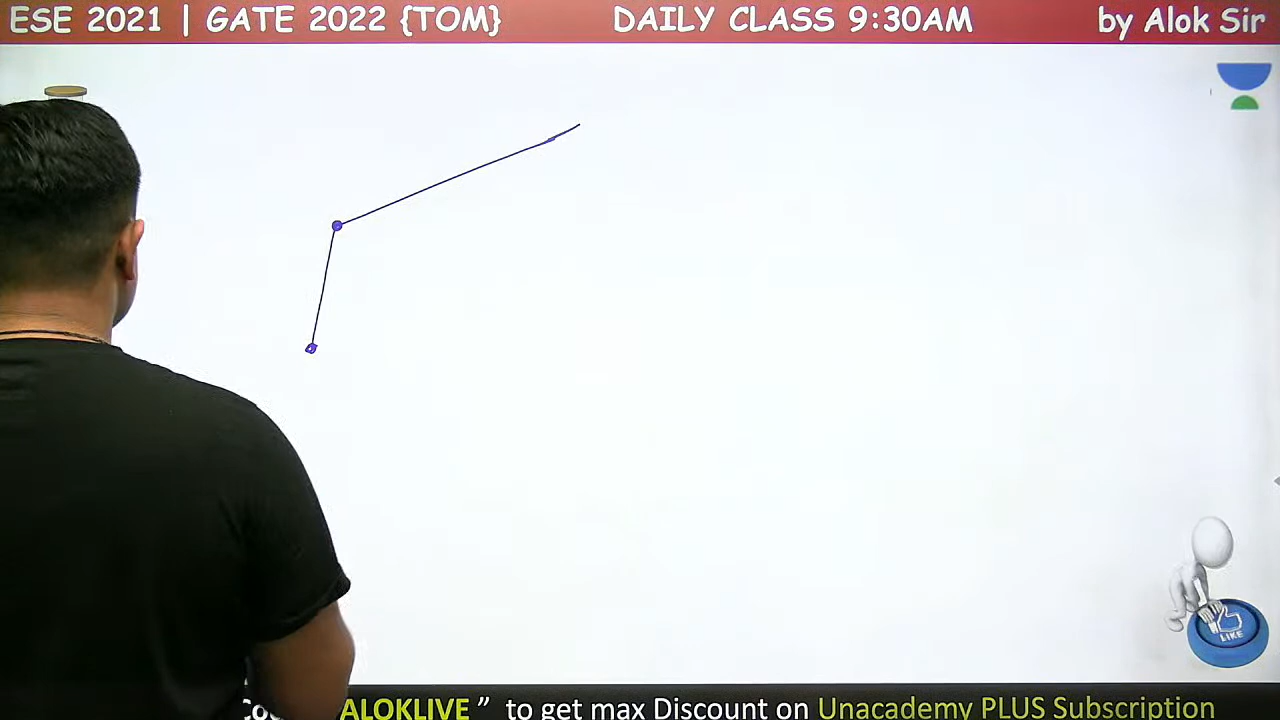 ESE 2021 | GATE 2022 {TOM} DAILY CLASS 9:30AM by Alok Sir
LIKE
ALOKLIVE ” to get max Discount on Unacademy PLUS Subscription